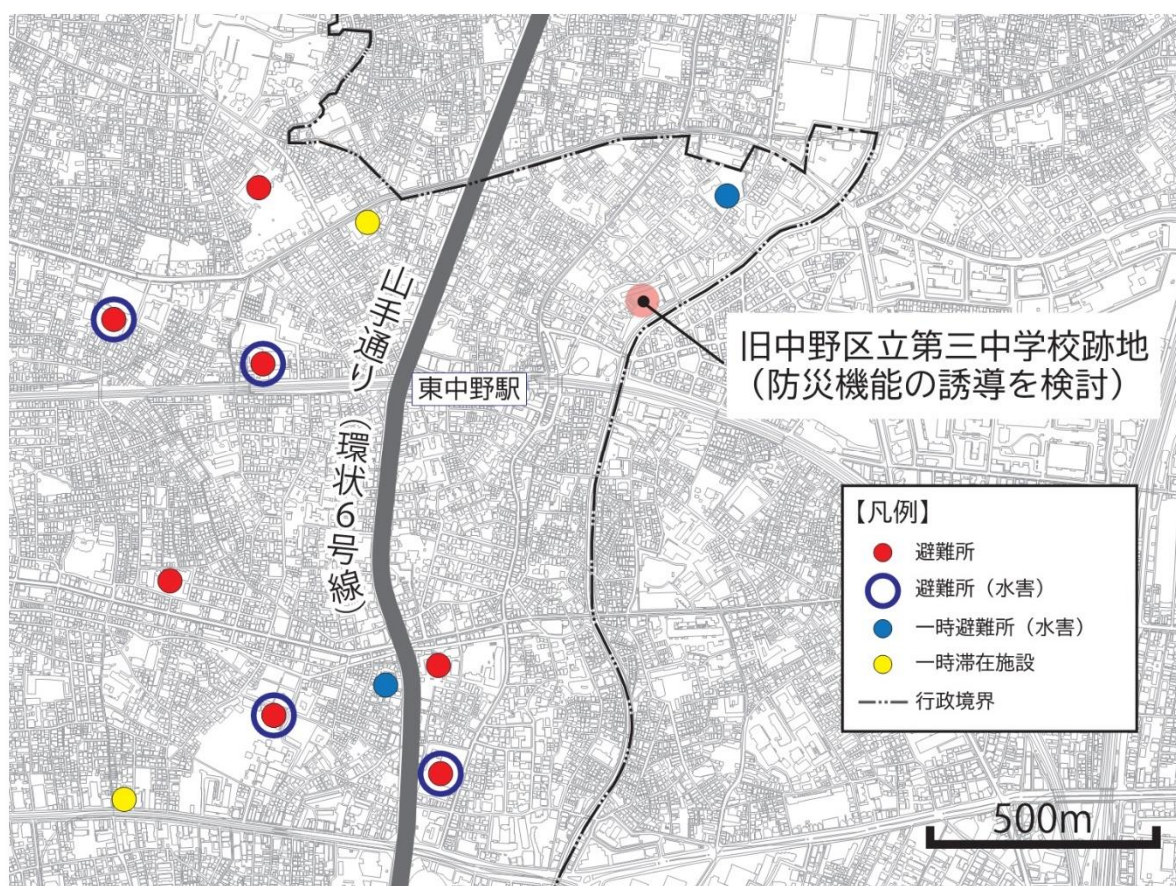 山手通り（環状６号線）
東中野駅
旧中野区立第三中学校跡地
（防災機能の誘導を検討）
【凡例】
避難所
避難所（水害）
一時避難所（水害）
一時滞在施設
行政境界
500m